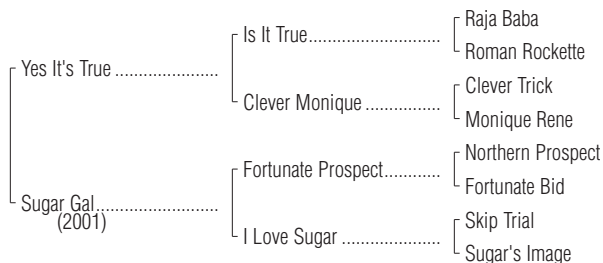 Raja Baba
Is It True
Roman Rockette
Yes It's True
Clever Trick
Clever Monique
Monique Rene
Northern Prospect
Fortunate Prospect
Fortunate Bid
Sugar Gal
(2001)
Skip Trial
I Love Sugar
Sugar's Image